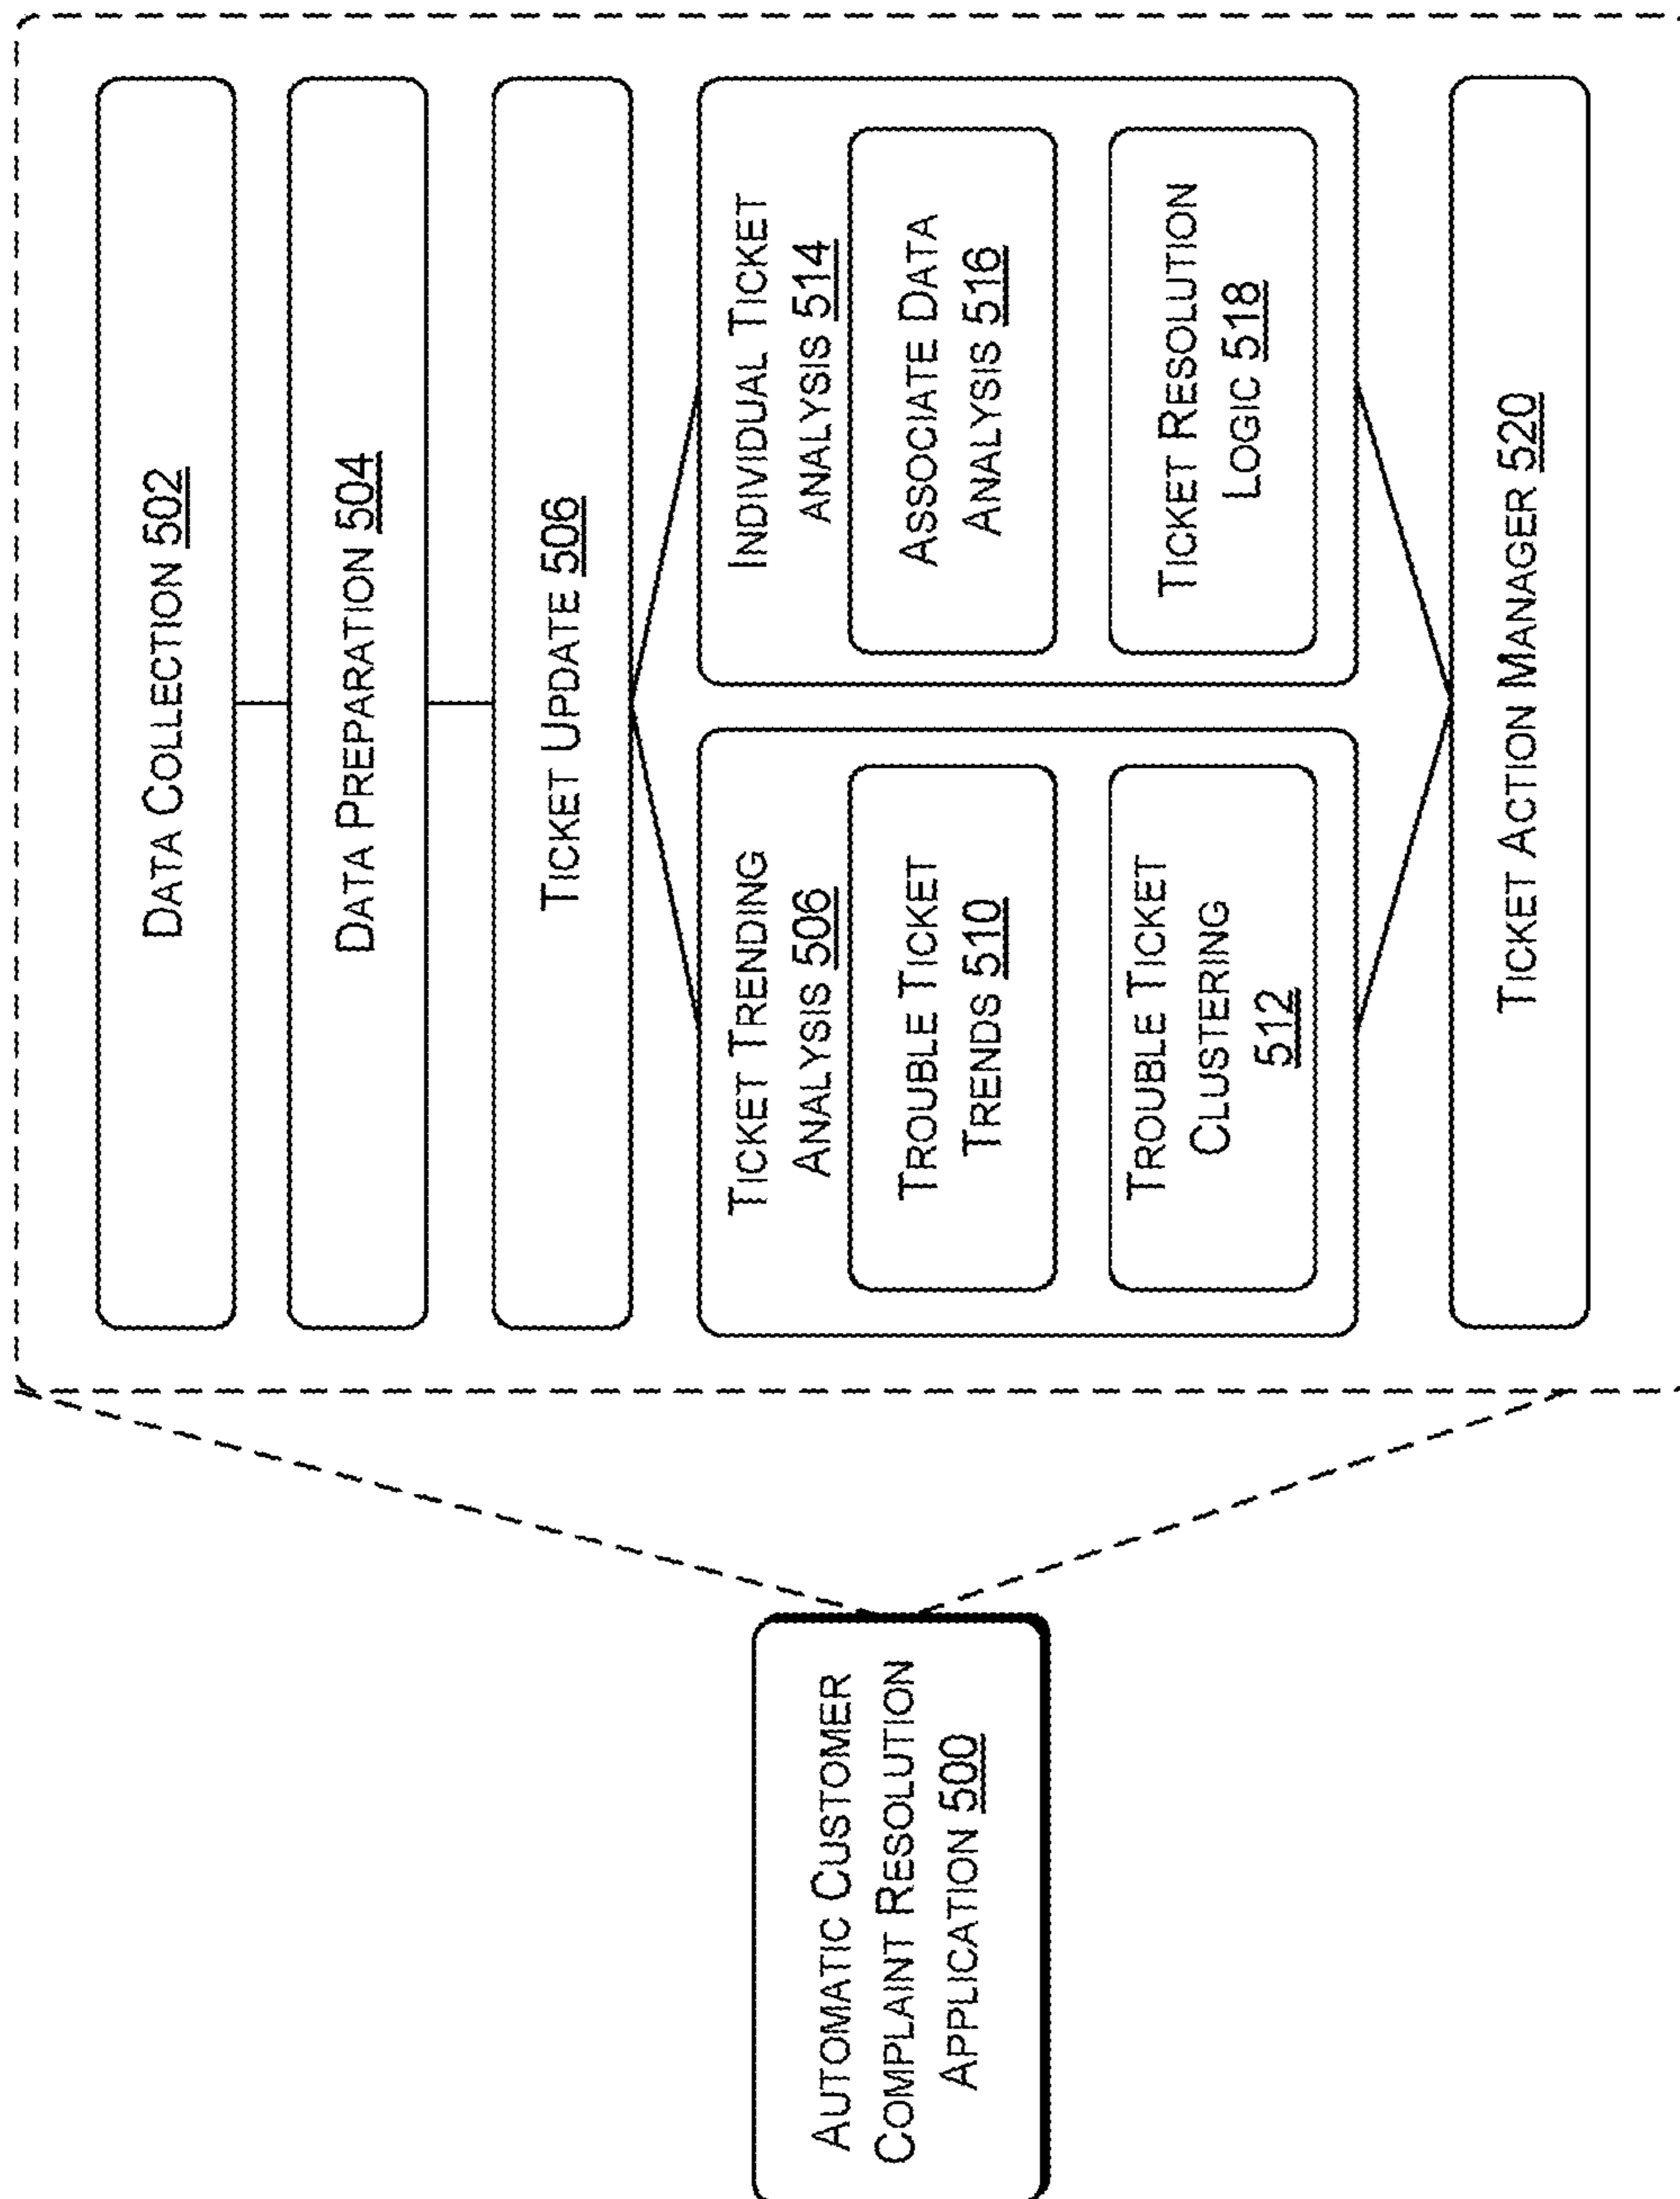 AUTOMATIC CUSTOMER
COMPLAINT RESOLUTION
APPLICATION 500
DATA COLLECTION 502
DATA PREPARATION 504
TICKET UPDATE 506
TICKET TRENDING
ANALYSIS 506
TROUBLE TICKET
TRENDS 510
TROUBLE TICKET
CLUSTERING
512
INDIVIDUAL TICKET
ANALYSIS 514
ASSOCIATE DATA
ANALYSIS 516
TICKET RESOLUTION
LOGIC 518
TICKET ACTION MANAGER 520